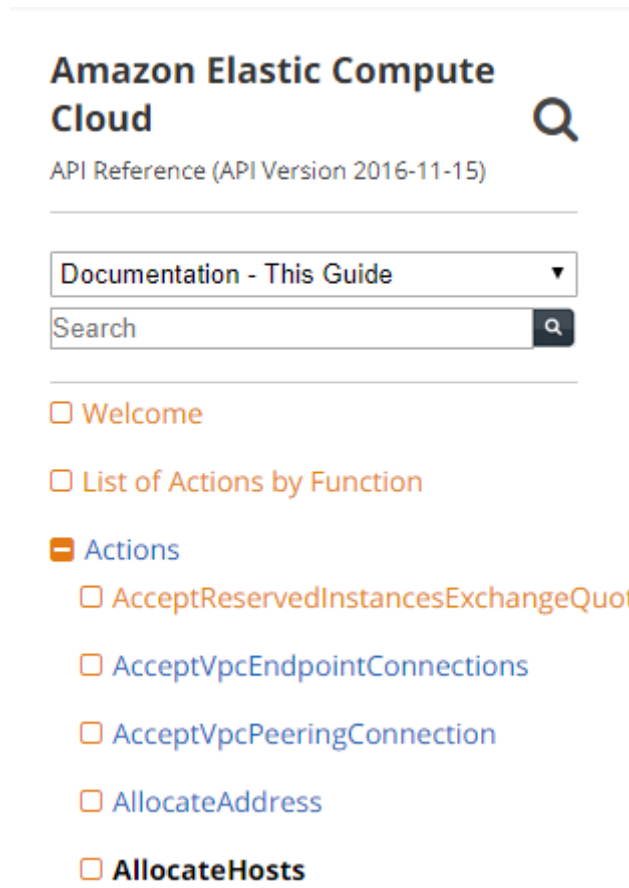 Amazon Elastic Compute
Cloud
API Reference (API Version 2016-11-15)
Documentation - This Guide
Search
Welcome
List of Actions by Function
Actions
AcceptReservedInstancesExchangeQuot
AcceptVpcEndpointConnections
AcceptVpcPeeringConnection
AllocateAddress
AllocateHosts